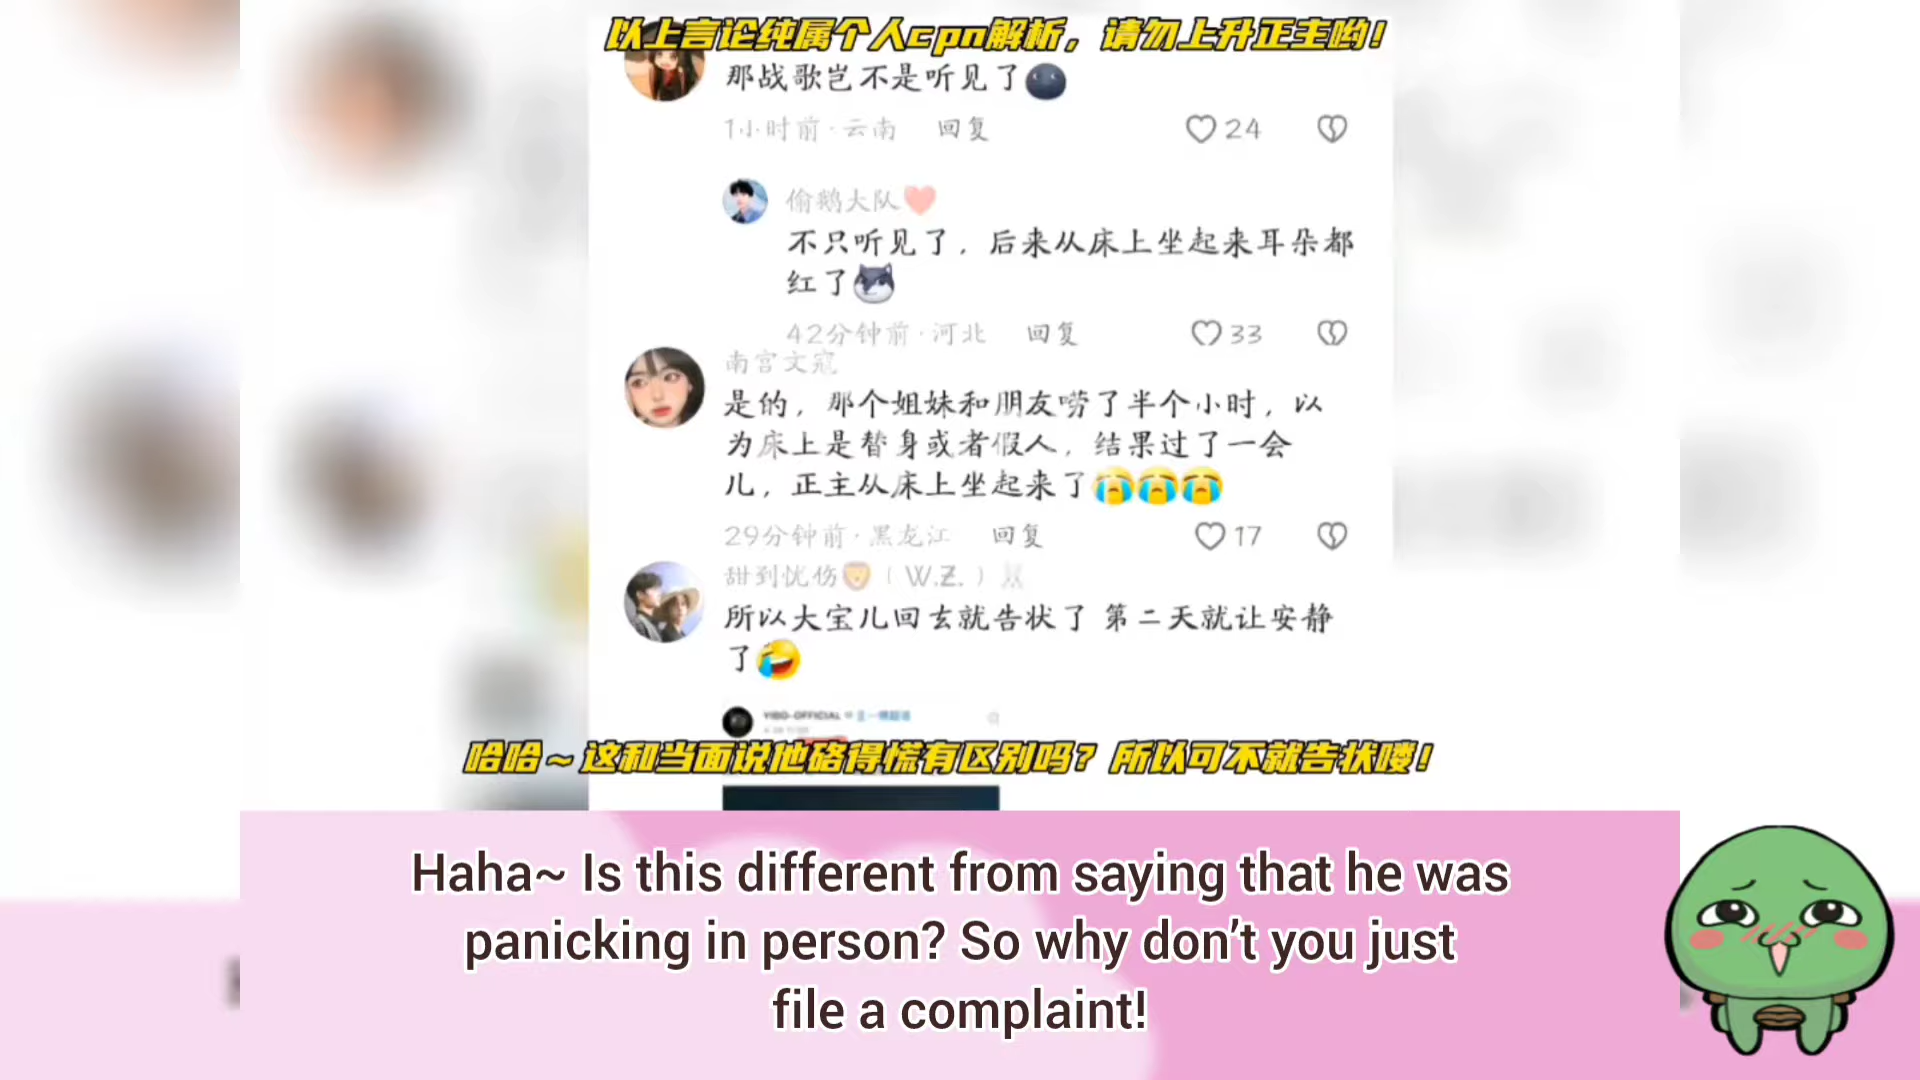 以上言论纯属个人cpn解析，请勿上升正主哟！
那战歌岂不是听见了
1小时前·云南 回复 24
偷鹅大队
不只听见了，后来从床上坐起来耳朵都
红了
42分钟前·河北 回复 33
南宫文寇
是的，那个姐妹和朋友唠了半个小时，以
为床上是替身或者假人，结果过了一会
儿，正主从床上坐起来了
29分钟前·黑龙江 回复 17
甜到忧伤（W.Z.）
所以大宝儿回去就告状了 第二天就让安静
了
YIBO-OFFICIAL
哈哈～这和当面说他硌得慌有区别吗？所以可不就告状喽！
Haha~ Is this different from saying that he was
panicking in person? So why don't you just
file a complaint!